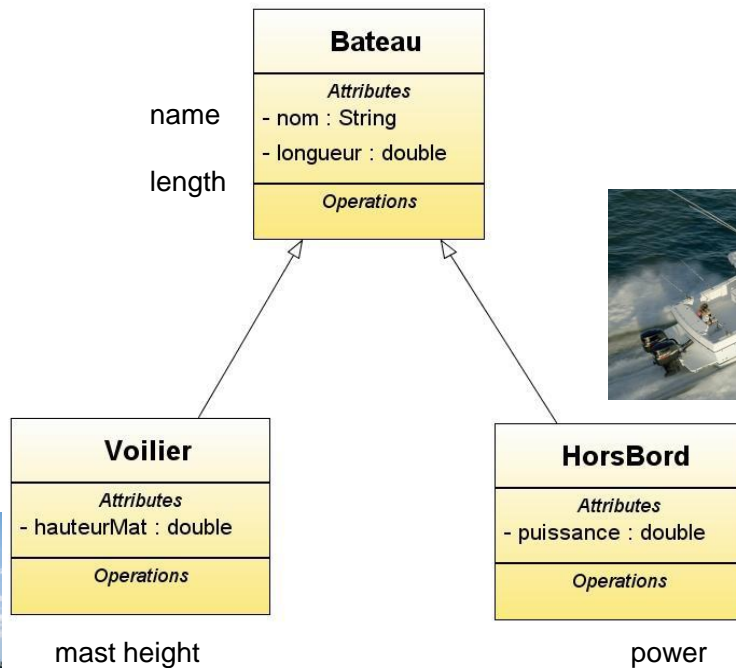 Bateau
Attributes
name
- nom : String
- longueur : double
length
Operations
Voilier
Attributes
- hauteurMat : double
Operations
mast height
HorsBord
Attributes
- puissance : double
Operations
power